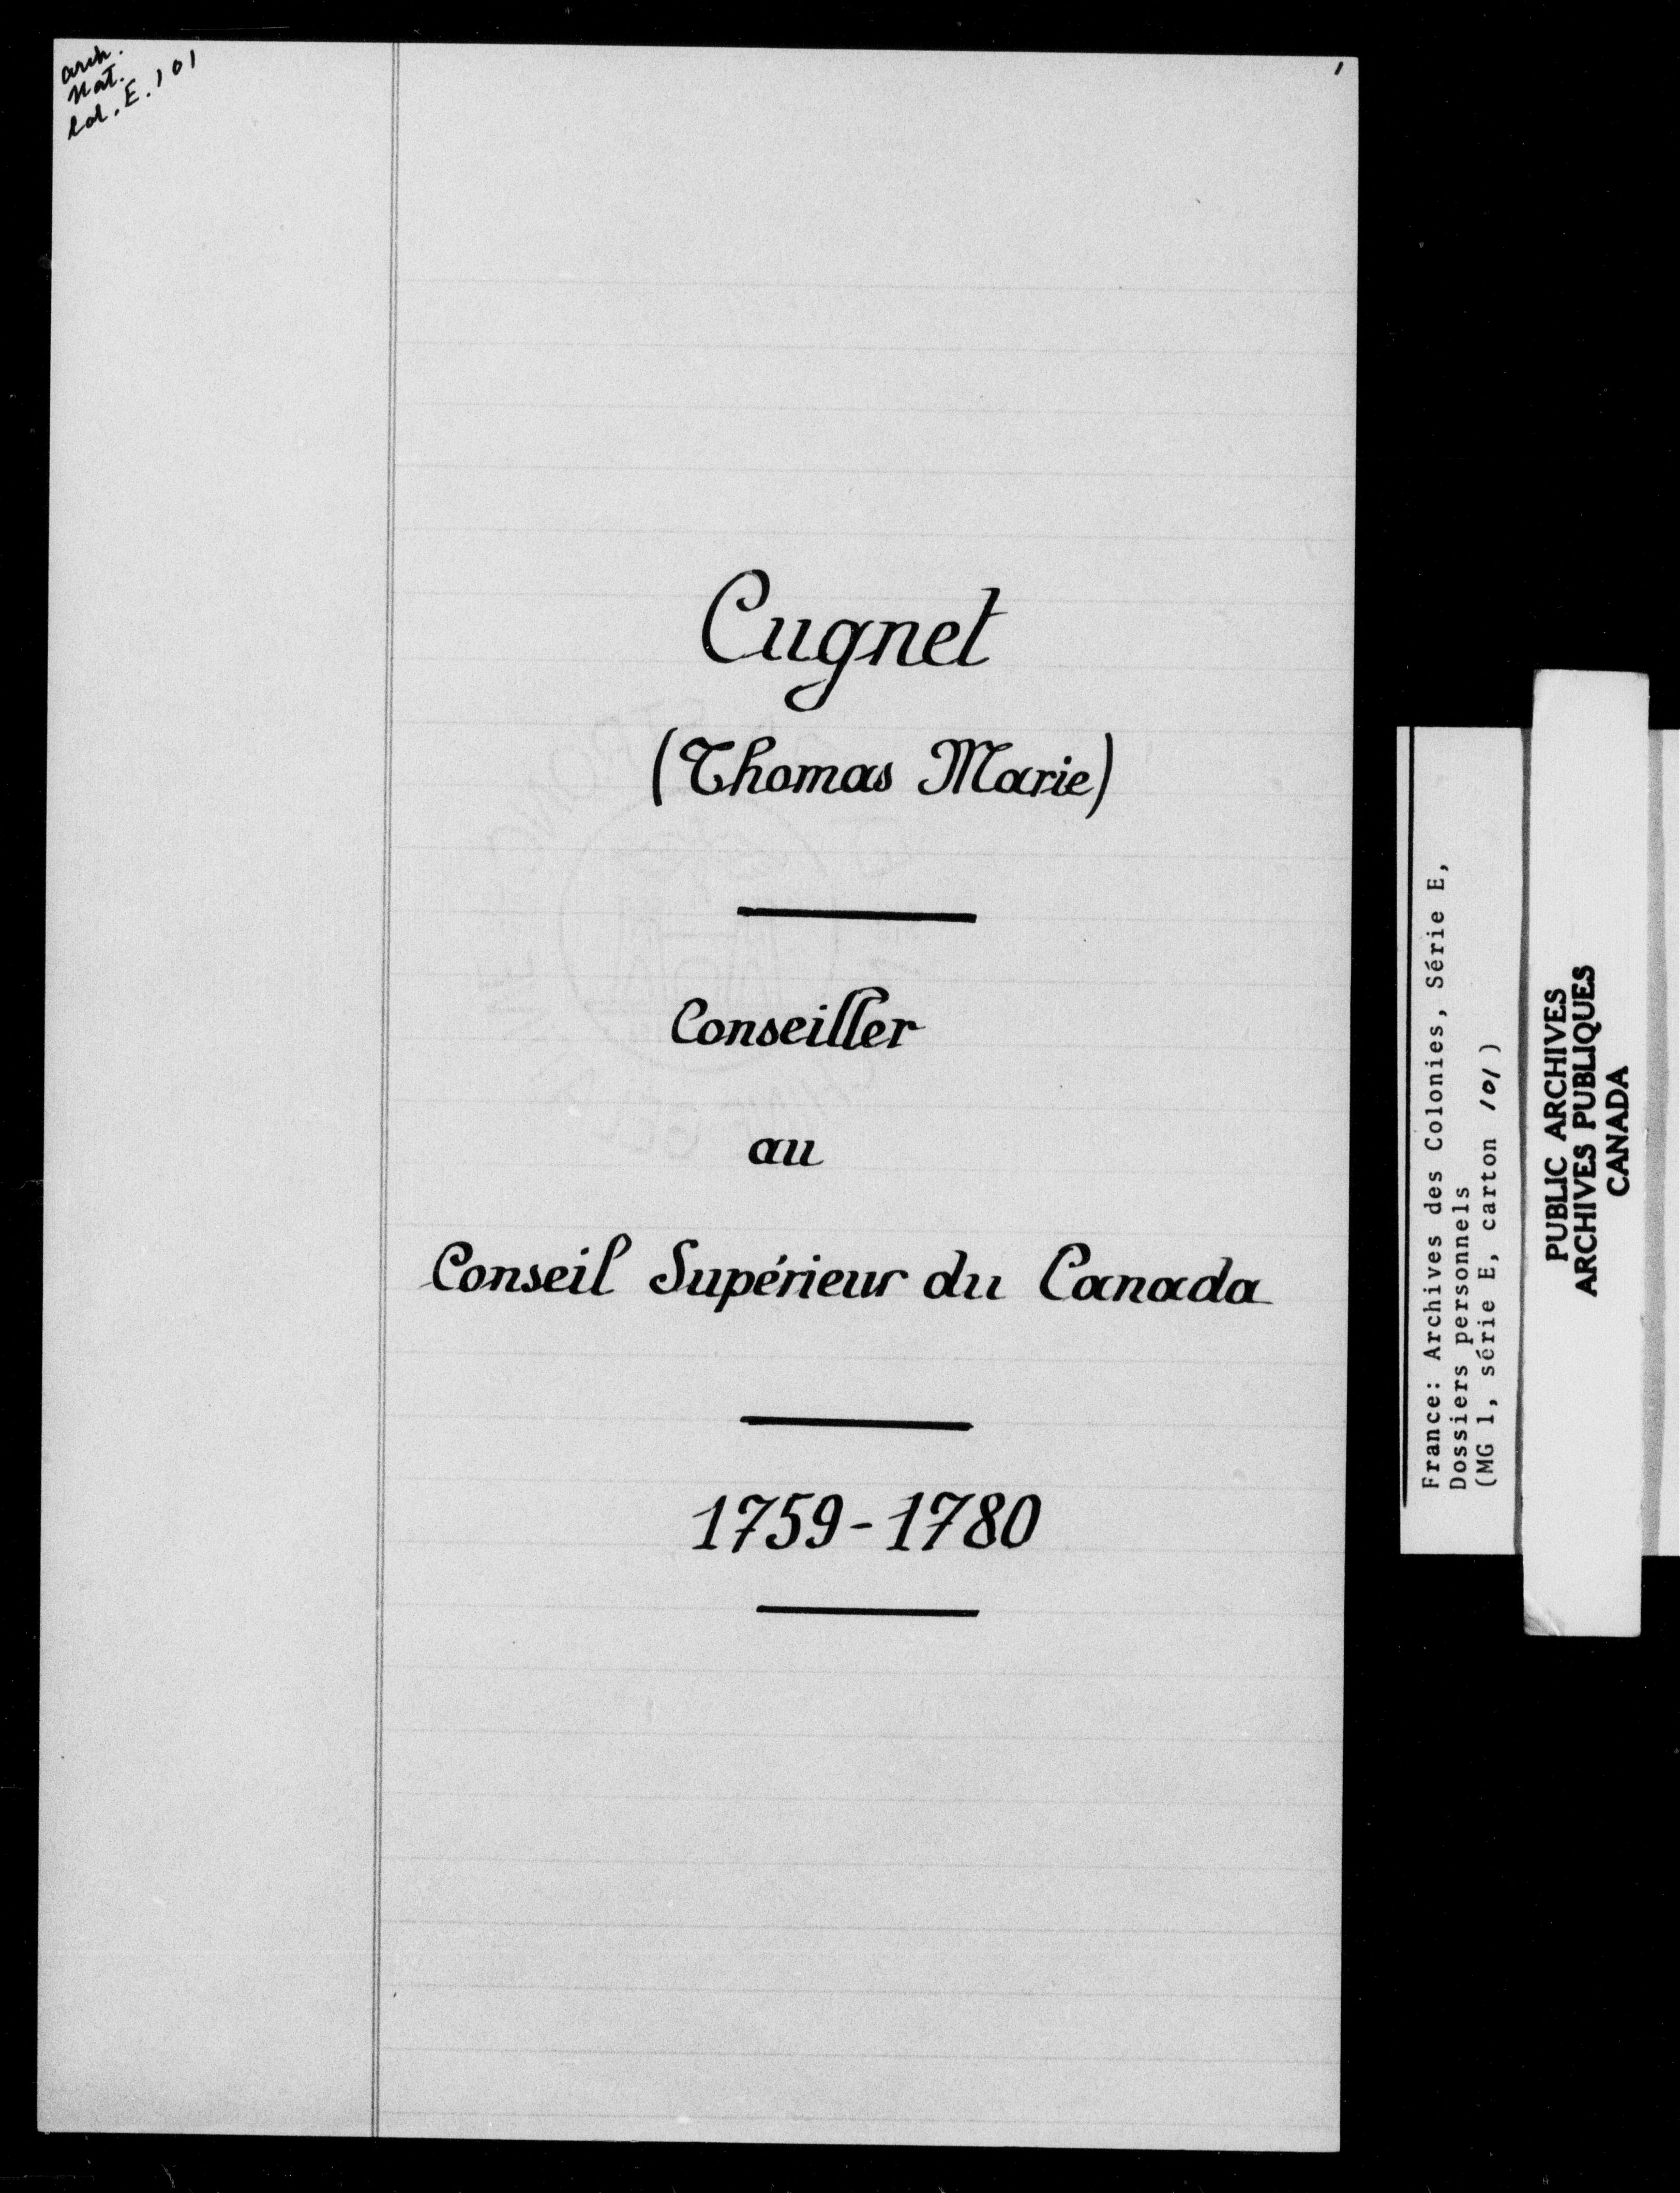 arch.
Nat.
Col. E. 101
1
Cugnet
(Thomas Marie)
Conseiller
au
Conseil Supérieur du Canada
1759-1780
France: Archives des Colonies, Série E,
Dossiers personnels
(MG 1, série E, carton 101)
PUBLIC ARCHIVES
ARCHIVES PUBLIQUES
CANADA